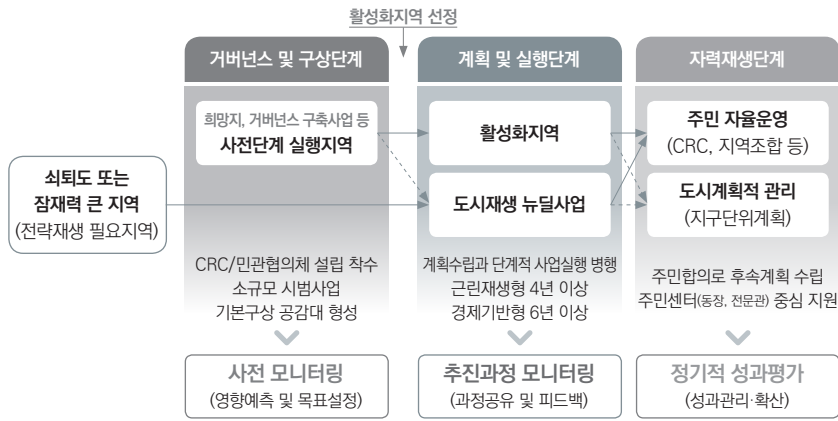 활성화지역 선정
거버넌스 및 구상단계
계획 및 실행단계
자력재생단계
쇠퇴도 또는
잠재력 큰 지역
(전략재생 필요지역)
희망지, 거버넌스 구축사업 등
사전단계 실행지역
활성화지역
도시재생 뉴딜사업
주민 자율운영
(CRC, 지역조합 등)
도시계획적 관리
(지구단위계획)
CRC/민관협의체 설립 착수
소규모 시범사업
기본구상 공감대 형성
계획수립과 단계적 사업실행 병행
근린재생형 4년 이상
경제기반형 6년 이상
주민합의로 후속계획 수립
주민센터(동장, 전문관) 중심 지원
사전 모니터링
(영향예측 및 목표설정)
추진과정 모니터링
(과정공유 및 피드백)
정기적 성과평가
(성과관리·확산)